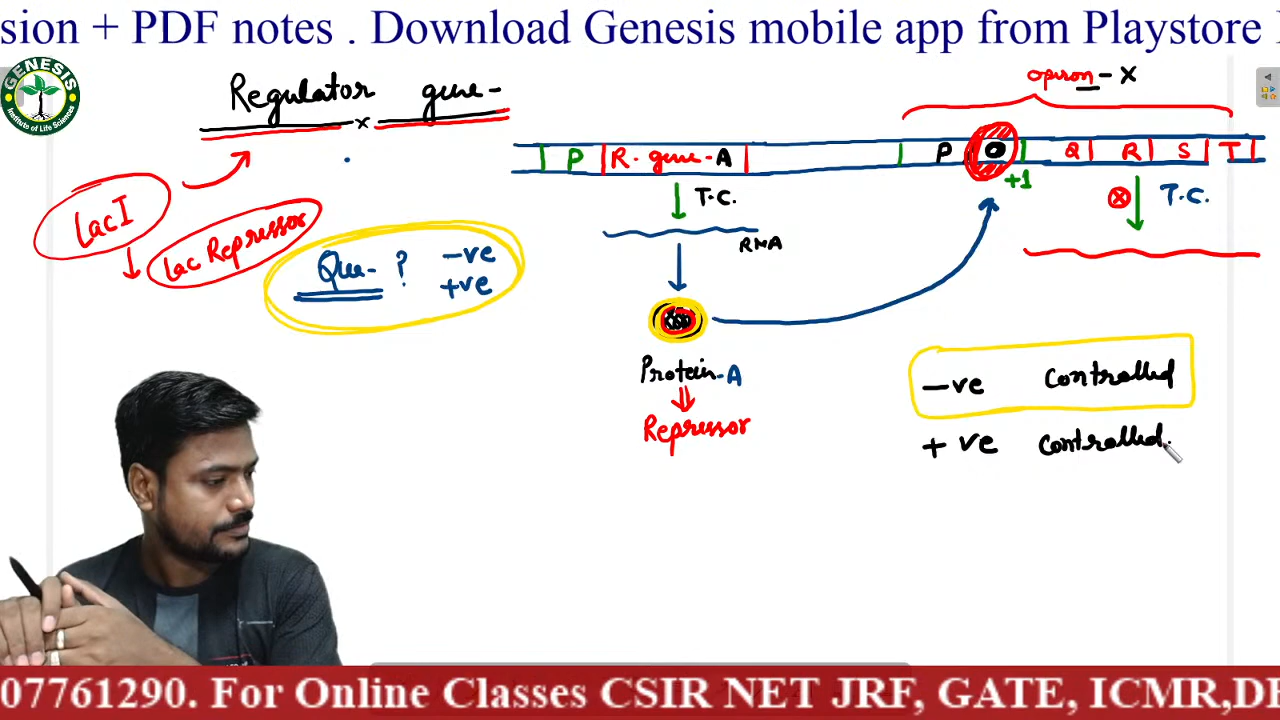 sion + PDF notes . Download Genesis mobile app from Playstore
GENESIS
Institute of Life Sciences
Regulator gene-
x
operon - X
P R. gene-A
P O Q R S T
+1
T.C.
⊗ T.C.
RNA
LacI
Lac Repressor
Que- ? -ve
+ve
Protein-A
Repressor
-ve Controlled
+ ve controlled.
07761290. For Online Classes CSIR NET JRF, GATE, ICMR,